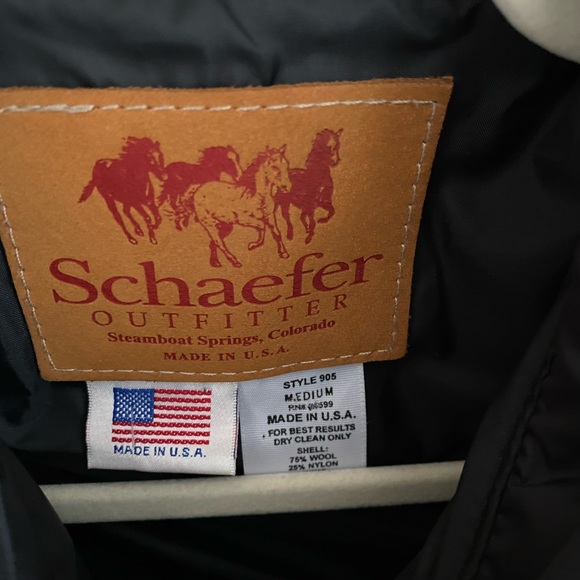 Schaefer
OUTFITTER
Steamboat Springs, Colorado
MADE IN U.S.A.
MADE IN U.S.A.
STYLE 905
MEDIUM
MADE IN U.S.A.
FOR BEST RESULTS
DRY CLEAN ONLY
SHELL:
75% WOOL
25% NYLON